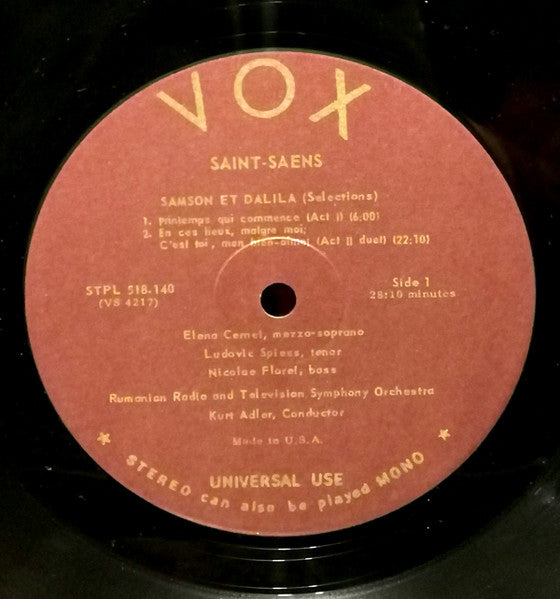 VOX
SAINT-SAENS
SAMSON ET DALILA (Selections)
1. Printemps qui commence (Act I) (6:00)
2. En ces lieux, malgre moi;
C'est toi, mon bien-aime! (Act II duet) (22:10)
STPL 518.140
(VS 4217)
Side 1
28:10 minutes
Elena Cernei, mezzo-soprano
Ludovic Spiess, tenor
Nicolae Florei, bass
Rumanian Radio and Television Symphony Orchestra
Kurt Adler, Conductor
Made in U.S.A.
UNIVERSAL USE
★ STEREO can also be played MONO ★